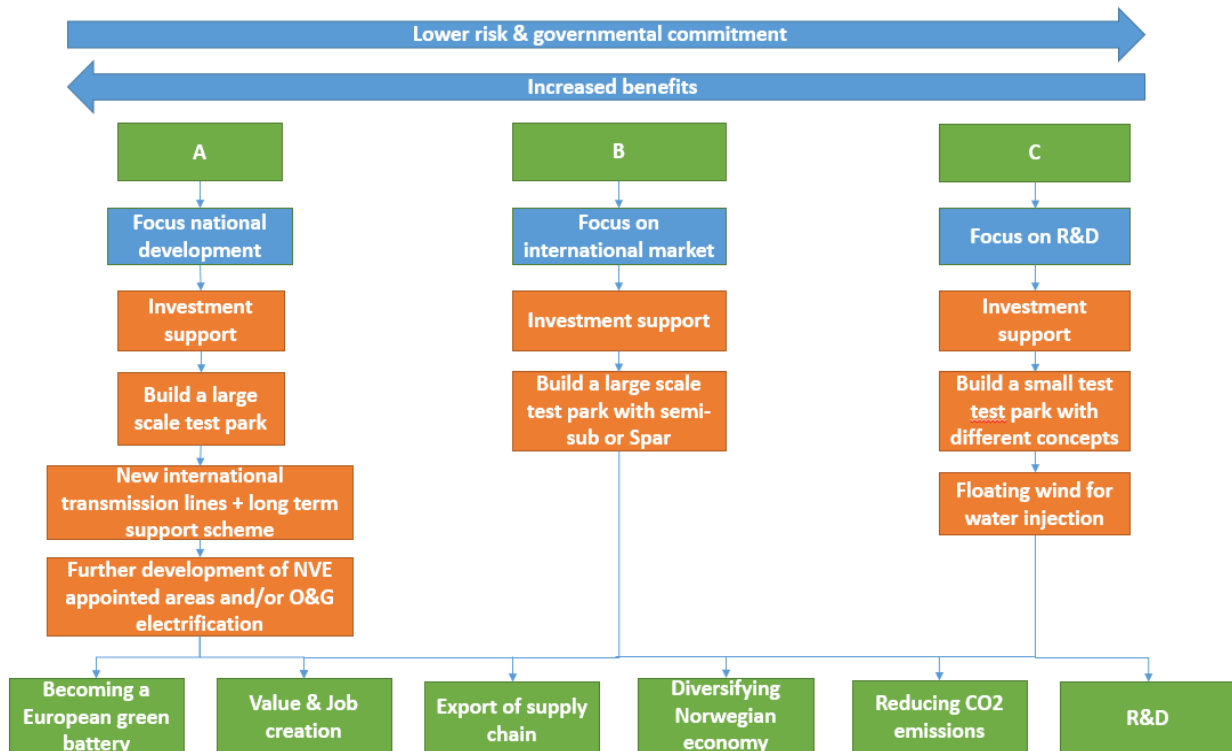 Lower risk & governmental commitment
Increased benefits
A
B
C
Focus national
development
Focus on
international market
Focus on R&D
Investment
support
Investment support
Investment
support
Build a large
scale test park
Build a large scale
test park with semi-
sub or Spar
Build a small test
test park with
different concepts
New international
transmission lines + long term
support scheme
Floating wind for
water injection
Further development of NVE
appointed areas and/or O&G
electrification
Becoming a
European green
battery
Value & Job
creation
Export of supply
chain
Diversifying
Norwegian
economy
Reducing CO2
emissions
R&D